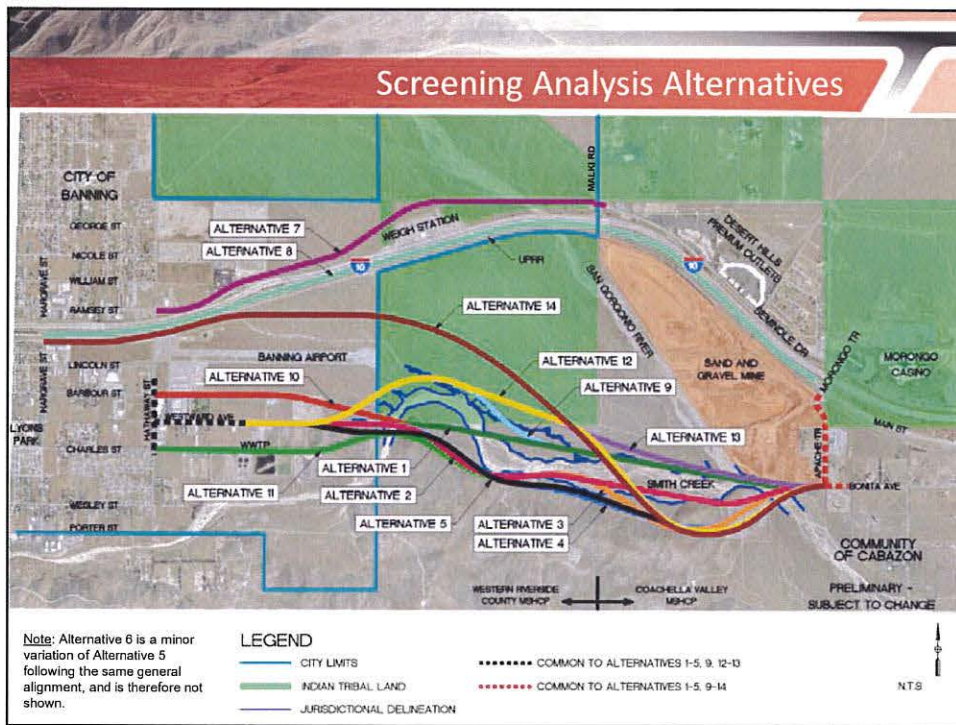 Screening Analysis Alternatives
CITY OF
BANNING
MALKI RD
GEORGE ST
NICOLE ST
WILLIAM ST
RAMSEY ST
HARGRAVE ST
ALTERNATIVE 7
ALTERNATIVE 8
WEIGH STATION
10
UPRR
DESERT HILLS
PREMIUM OUTLETS
10
SEMINOLE DR
SAN GORGONIO RIVER
ALTERNATIVE 14
LINCOLN ST
BARBOUR ST
HARGRAVE ST
LYONS
PARK
HATHAWAY ST
WESTWARD AVE
BANNING AIRPORT
ALTERNATIVE 10
ALTERNATIVE 12
ALTERNATIVE 9
SAND AND
GRAVEL MINE
MORONGO TR
MORONGO
CASINO
MAIN ST
CHARLES ST
WWTP
ALTERNATIVE 13
APACHE TR
SMITH CREEK
BONITA AVE
ALTERNATIVE 1
ALTERNATIVE 2
ALTERNATIVE 11
ALTERNATIVE 5
ALTERNATIVE 3
ALTERNATIVE 4
WESLEY ST
PORTER ST
COMMUNITY
OF CABAZON
WESTERN RIVERSIDE
COUNTY MSHCP
COACHELLA VALLEY
MSHCP
PRELIMINARY -
SUBJECT TO CHANGE
Note: Alternative 6 is a minor
variation of Alternative 5
following the same general
alignment, and is therefore not
shown.
LEGEND
CITY LIMITS
INDIAN TRIBAL LAND
JURISDICTIONAL DELINEATION
COMMON TO ALTERNATIVES 1-5, 9, 12-13
COMMON TO ALTERNATIVES 1-5, 9-14
N.T.S